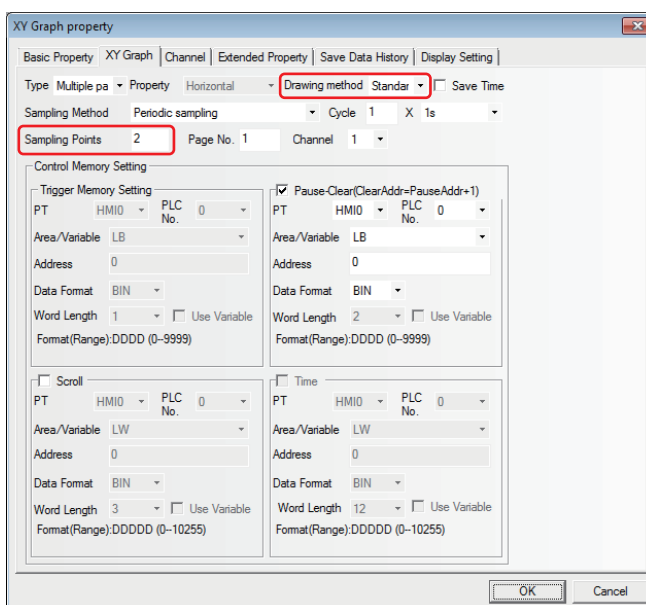 XY Graph property
Basic Property XY Graph Channel Extended Property Save Data History Display Setting
Type Multiple pa Property Horizontal Drawing method Standar Save Time
Sampling Method Periodic sampling Cycle 1 X 1s
Sampling Points 2 Page No. 1 Channel 1
Control Memory Setting
Trigger Memory Setting
PT HMI0 PLC No. 0
Area/Variable LB
Address 0
Data Format BIN
Word Length 1 Use Variable
Format(Range):DDDD (0--9999)
Pause-Clear(ClearAddr=PauseAddr+1)
PT HMI0 PLC No. 0
Area/Variable LB
Address 0
Data Format BIN
Word Length 2 Use Variable
Format(Range):DDDD (0--9999)
Scroll
PT HMI0 PLC No. 0
Area/Variable LW
Address 0
Data Format BIN
Word Length 3 Use Variable
Format(Range):DDDDD (0--10255)
Time
PT HMI0 PLC No. 0
Area/Variable LW
Address 0
Data Format BIN
Word Length 12 Use Variable
Format(Range):DDDDD (0--10255)
OK Cancel